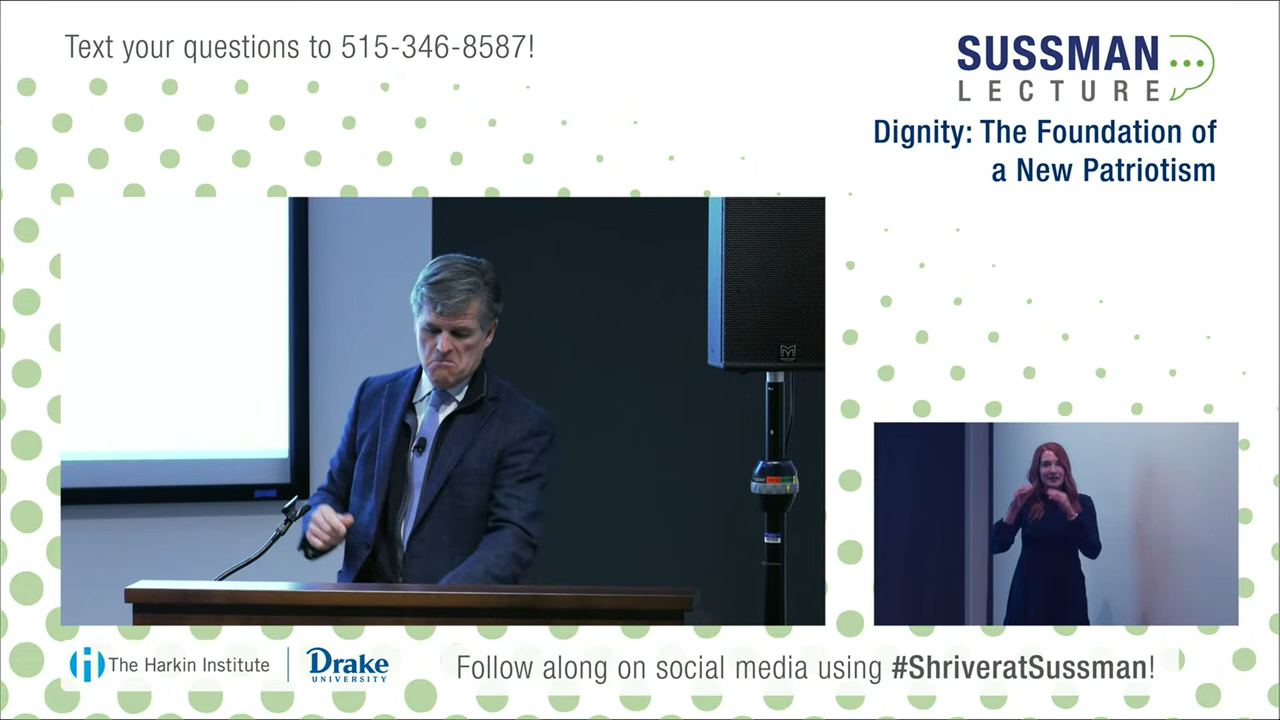 Text your questions to 515-346-8587!
SUSSMAN
LECTURE
Dignity: The Foundation of
a New Patriotism
The Harkin Institute
Drake
UNIVERSITY
Follow along on social media using #ShriveratSussman!